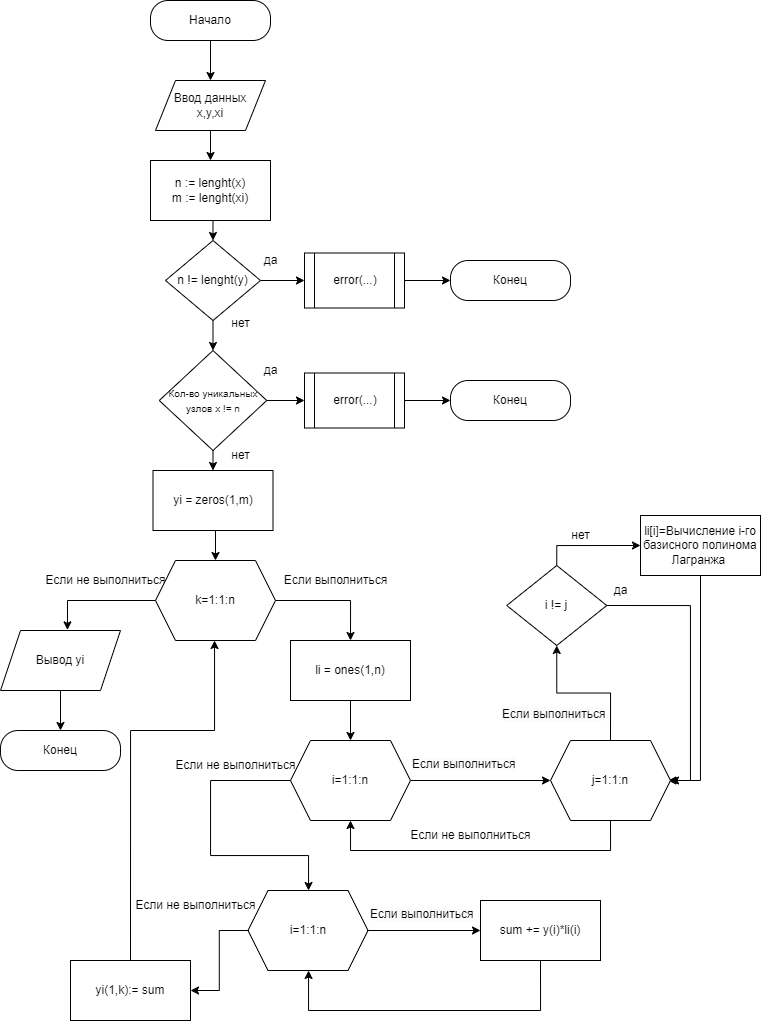 Начало
Ввод данных
x,y,xi
n := lenght(x)
m := lenght(xi)
n != lenght(y)
да
error(...)
Конец
нет
Кол-во уникальных
узлов x != n
да
error(...)
Конец
нет
yi = zeros(1,m)
k=1:1:n
Если не выполниться
Если выполниться
Вывод yi
Конец
li = ones(1,n)
i=1:1:n
Если не выполниться
Если выполниться
j=1:1:n
Если выполниться
Если не выполниться
i != j
нет
да
li[i]=Вычисление i-го
базисного полинома
Лагранжа
i=1:1:n
Если не выполниться
Если выполниться
sum += y(i)*li(i)
yi(1,k):= sum